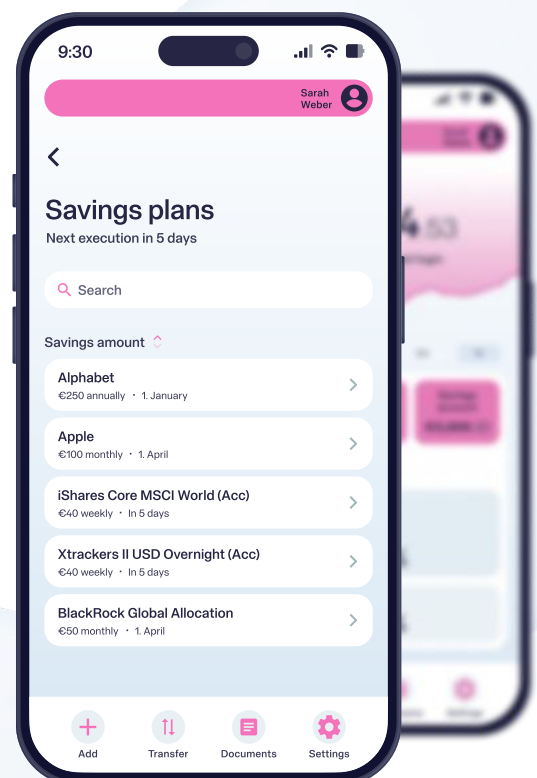 9:30
Sarah
Weber
Savings plans
Next execution in 5 days
Search
Savings amount
Alphabet
€250 annually • 1. January
Apple
€100 monthly • 1. April
iShares Core MSCI World (Acc)
€40 weekly • In 5 days
Xtrackers II USD Overnight (Acc)
€40 weekly • In 5 days
BlackRock Global Allocation
€50 monthly • 1. April
Add
Transfer
Documents
Settings
4.53